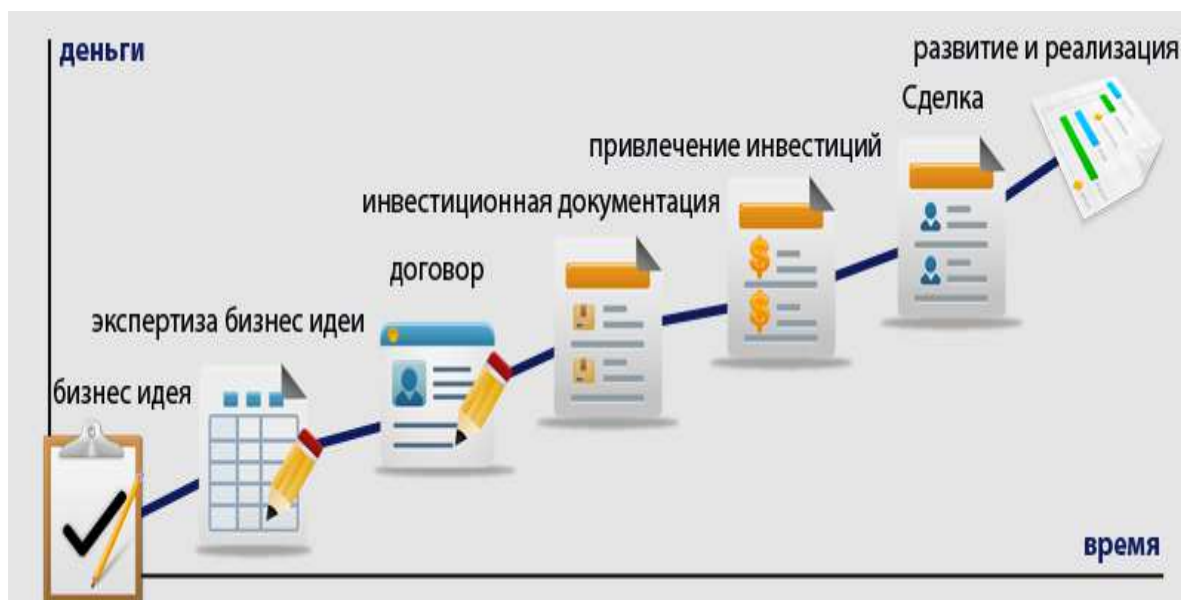 деньги
развитие и реализация
Сделка
привлечение инвестиций
инвестиционная документация
договор
экспертиза бизнес идеи
бизнес идея
время